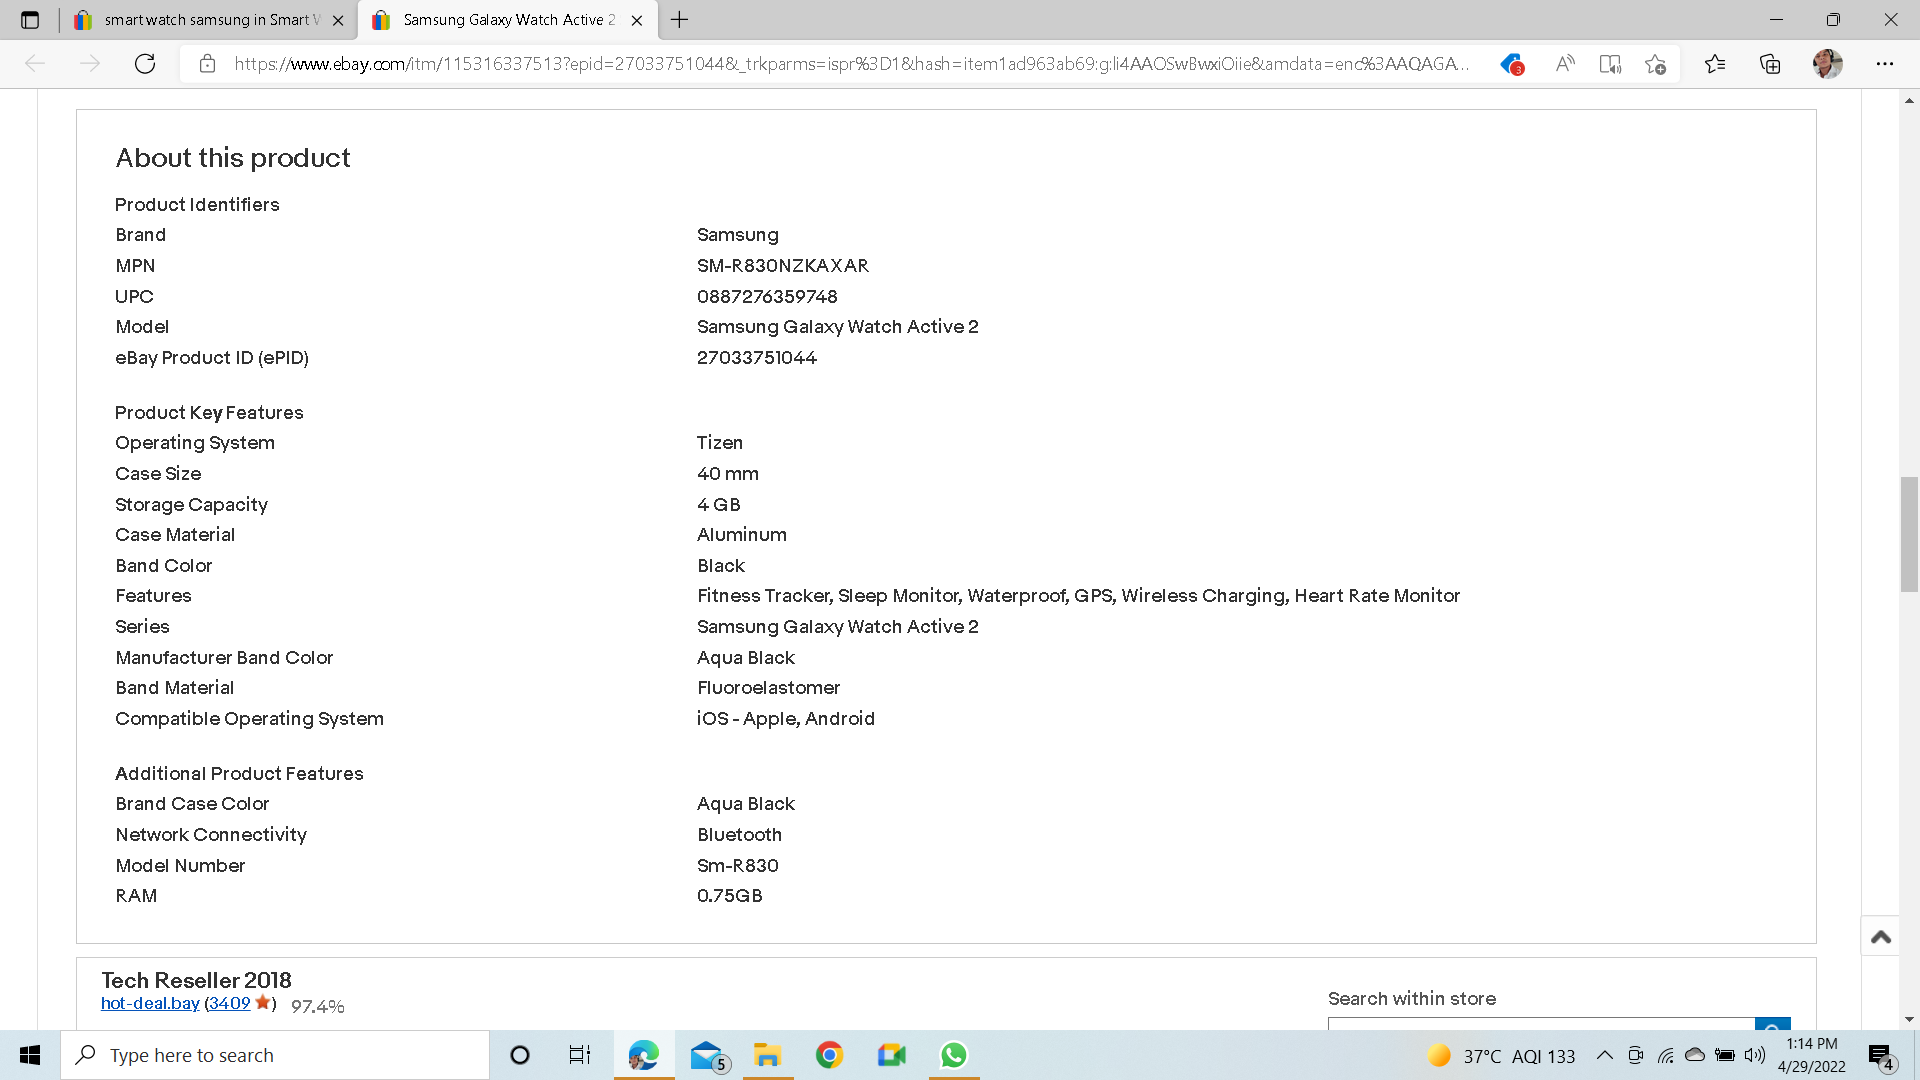 smart watch samsung in Smart W
Samsung Galaxy Watch Active 2
https://www.ebay.com/itm/115316337513?epid=27033751044&_trkparms=ispr%3D1&hash=item1ad963ab69:g:li4AAOSwBwxiOiie&amdata=enc%3AAQAGA...
3
About this product
Product Identifiers
Brand Samsung
MPN SM-R830NZKAXAR
UPC 0887276359748
Model Samsung Galaxy Watch Active 2
eBay Product ID (ePID) 27033751044
Product Key Features
Operating System Tizen
Case Size 40 mm
Storage Capacity 4 GB
Case Material Aluminum
Band Color Black
Features Fitness Tracker, Sleep Monitor, Waterproof, GPS, Wireless Charging, Heart Rate Monitor
Series Samsung Galaxy Watch Active 2
Manufacturer Band Color Aqua Black
Band Material Fluoroelastomer
Compatible Operating System iOS - Apple, Android
Additional Product Features
Brand Case Color Aqua Black
Network Connectivity Bluetooth
Model Number Sm-R830
RAM 0.75GB
Tech Reseller 2018
hot-deal.bay (3409 ★) 97.4%
Search within store
Type here to search
5
37°C AQI 133
1:14 PM
4/29/2022
4